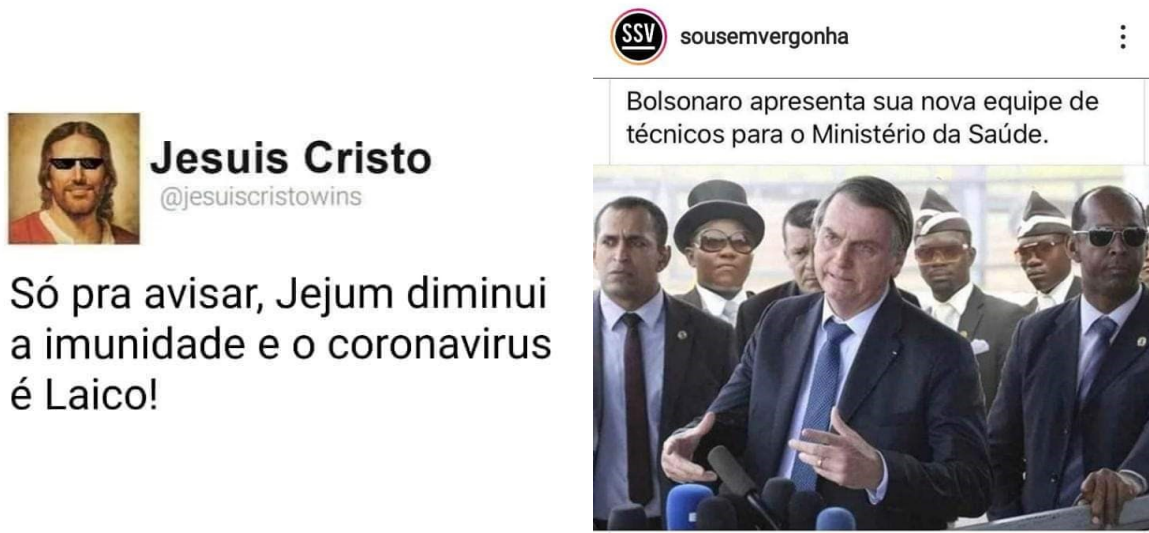 Jesuis Cristo
@jesuiscristowins
Só pra avisar, Jejum diminui
a imunidade e o coronavirus
é Laico!
SSV
sousemvergonha
Bolsonaro apresenta sua nova equipe de
técnicos para o Ministério da Saúde.